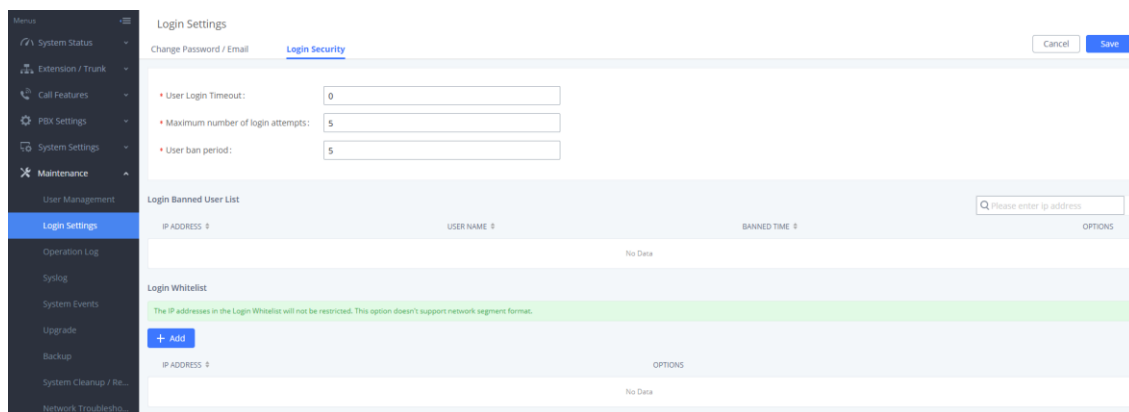 Menus
System Status
Extension / Trunk
Call Features
PBX Settings
System Settings
Maintenance
User Management
Login Settings
Operation Log
Syslog
System Events
Upgrade
Backup
System Cleanup / Re...
Network Troublesho...
Login Settings
Change Password / Email Login Security
Cancel Save
* User Login Timeout: 0
* Maximum number of login attempts: 5
* User ban period: 5
Login Banned User List
Please enter ip address
IP ADDRESS USER NAME BANNED TIME OPTIONS
No Data
Login Whitelist
The IP addresses in the Login Whitelist will not be restricted. This option doesn't support network segment format.
+ Add
IP ADDRESS OPTIONS
No Data